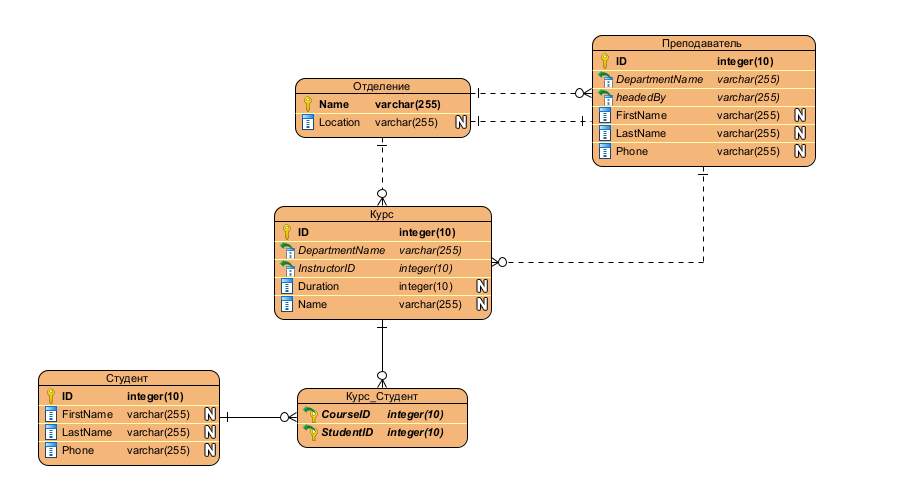 Преподаватель
ID integer(10)
DepartmentName varchar(255)
headedBy varchar(255)
FirstName varchar(255) N
LastName varchar(255) N
Phone varchar(255) N
Отделение
Name varchar(255)
Location varchar(255) N
Курс
ID integer(10)
DepartmentName varchar(255)
InstructorID integer(10)
Duration integer(10) N
Name varchar(255) N
Студент
ID integer(10)
FirstName varchar(255) N
LastName varchar(255) N
Phone varchar(255) N
Курс_Студент
CourseID integer(10)
StudentID integer(10)